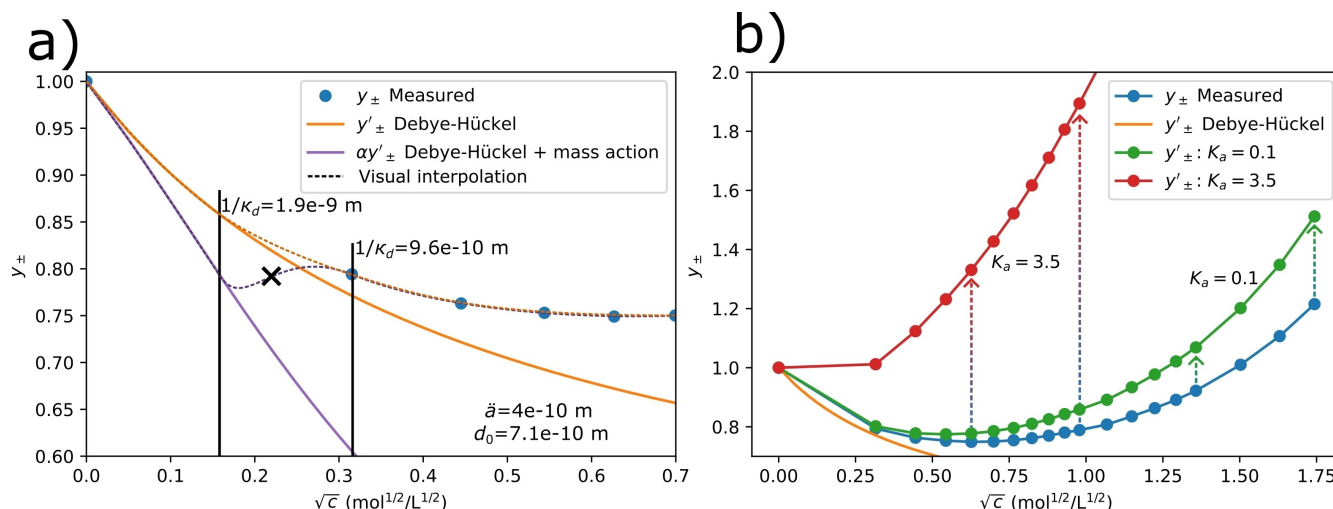 a)
1.00
0.95
0.90
0.85
0.80
0.75
0.70
0.65
0.60
y±
y± Measured
y'± Debye-Hückel
αy'± Debye-Hückel + mass action
Visual interpolation
1/κd=1.9e-9 m
1/κd=9.6e-10 m
ä=4e-10 m
d0=7.1e-10 m
0.0 0.1 0.2 0.3 0.4 0.5 0.6 0.7
√c (mol1/2/L1/2)
b)
2.0
1.8
1.6
1.4
1.2
1.0
0.8
y±
y± Measured
y'± Debye-Hückel
y'± : Ka = 0.1
y'± : Ka = 3.5
Ka = 3.5
Ka = 0.1
0.00 0.25 0.50 0.75 1.00 1.25 1.50 1.75
√c (mol1/2/L1/2)